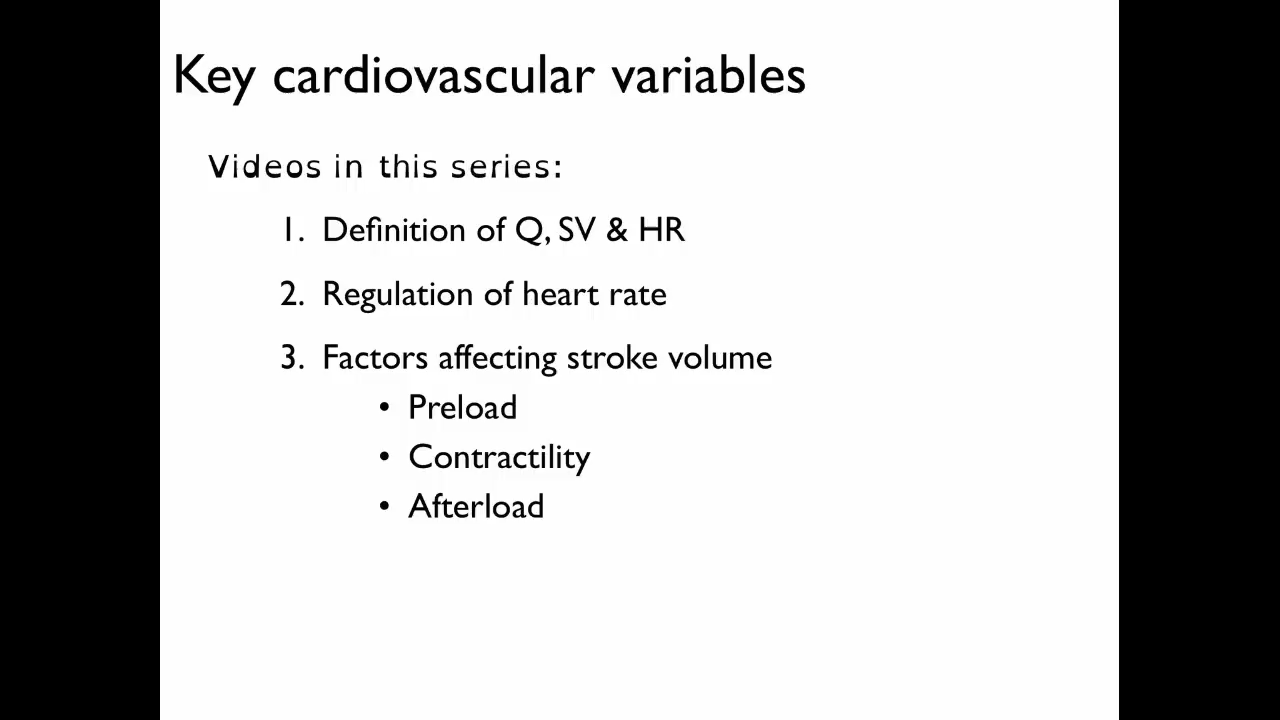 Key cardiovascular variables
Videos in this series:
1. Definition of Q, SV & HR
2. Regulation of heart rate
3. Factors affecting stroke volume
• Preload
• Contractility
• Afterload